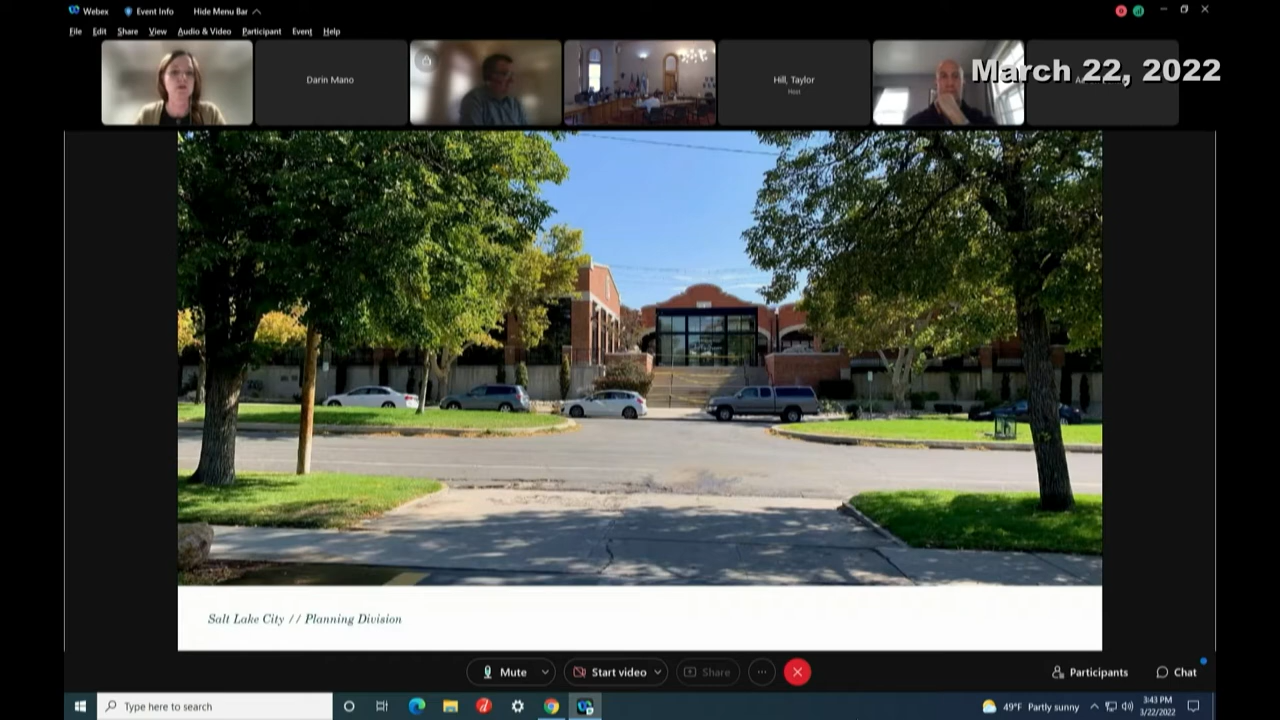 Webex
Event Info
Hide Menu Bar
File Edit Share View Audio & Video Participant Event Help
March 22, 2022
Darin Mano
Hill, Taylor
Host
Salt Lake City // Planning Division
Mute
Start video
Share
Participants
Chat
Type here to search
49°F Partly sunny
3:43 PM
3/22/2022